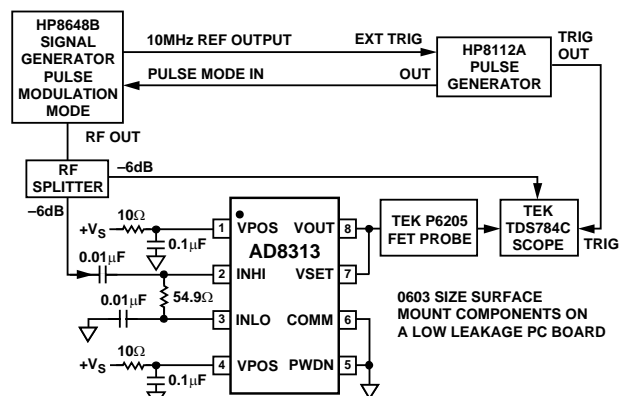 HP8648B
SIGNAL
GENERATOR
PULSE
MODULATION
MODE
10MHz REF OUTPUT
EXT TRIG
PULSE MODE IN
OUT
HP8112A
PULSE
GENERATOR
TRIG
OUT
RF OUT
RF
SPLITTER
–6dB
–6dB
+VS
10Ω
0.1μF
0.01μF
54.9Ω
0.01μF
+VS
10Ω
0.1μF
1 VPOS
2 INHI
3 INLO
4 VPOS
AD8313
VOUT 8
VSET 7
COMM 6
PWDN 5
TEK P6205
FET PROBE
TEK
TDS784C
SCOPE
TRIG
0603 SIZE SURFACE
MOUNT COMPONENTS ON
A LOW LEAKAGE PC BOARD